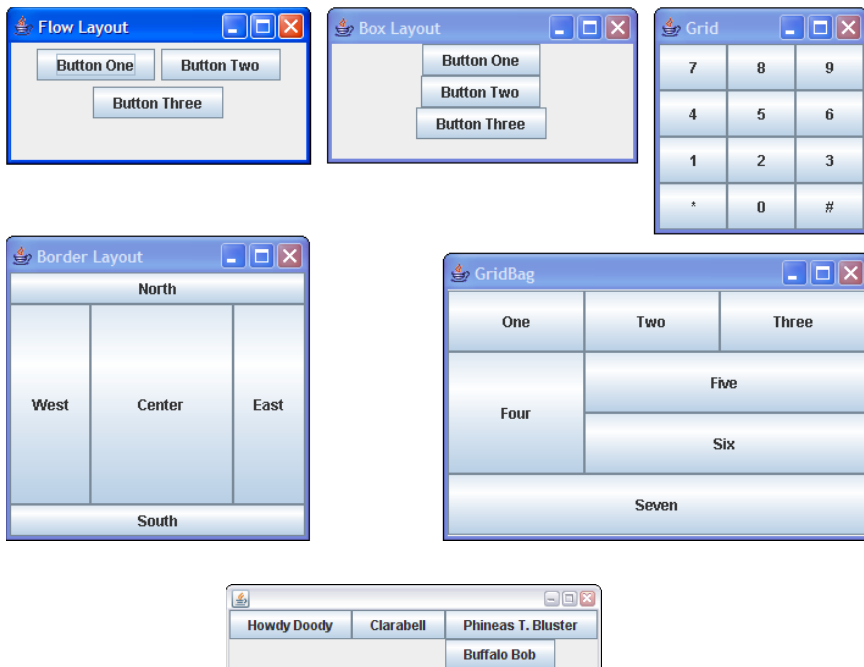 Flow Layout
Button One Button Two
Button Three
Box Layout
Button One
Button Two
Button Three
Grid
7 8 9
4 5 6
1 2 3
* 0 #
Border Layout
North
West Center East
South
GridBag
One Two Three
Five
Four
Six
Seven
Howdy Doody Clarabell Phineas T. Bluster
Buffalo Bob